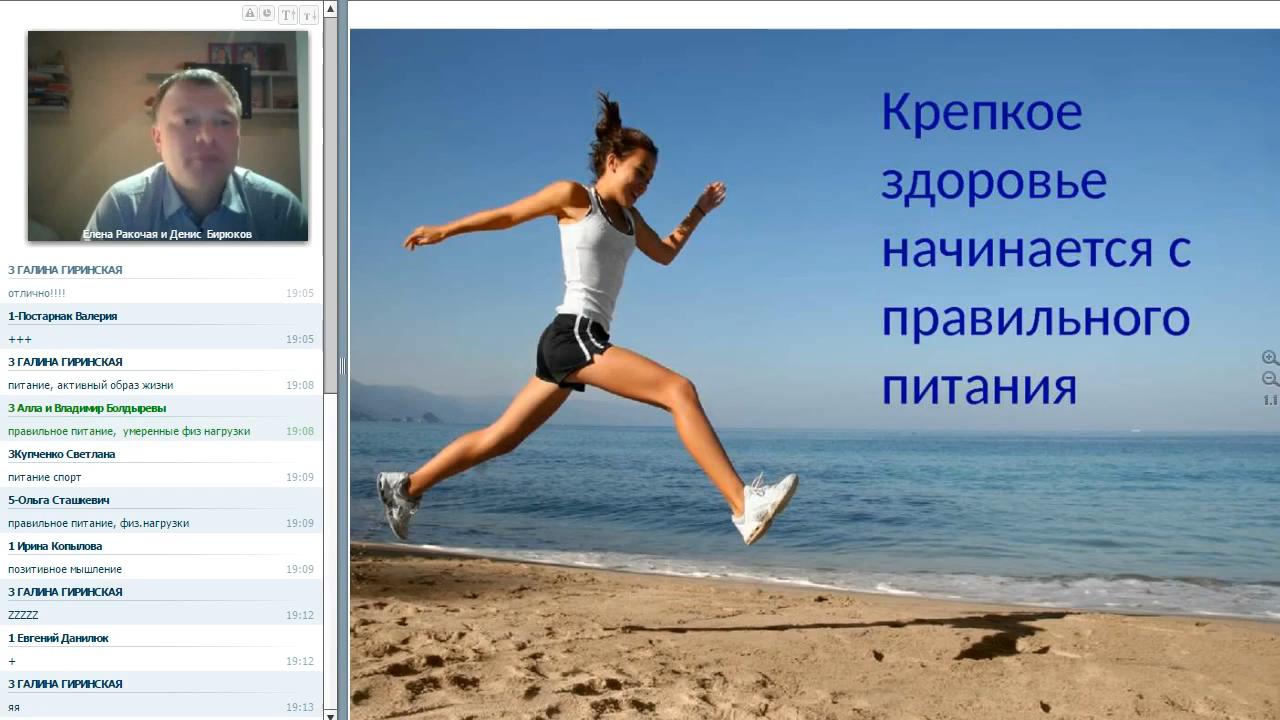 Елена Ракочая и Денис Бирюков
3 ГАЛИНА ГИРИНСКАЯ
отлично!!!!
19:05
1-Постарнак Валерия
+++
19:05
3 ГАЛИНА ГИРИНСКАЯ
питание, активный образ жизни
19:08
3 Алла и Владимир Болдыревы
правильное питание, умеренные физ нагрузки
19:08
3Купченко Светлана
питание спорт
19:09
5-Ольга Сташкевич
правильное питание, физ.нагрузки
19:09
1 Ирина Копылова
позитивное мышление
19:09
3 ГАЛИНА ГИРИНСКАЯ
ZZZZZ
19:12
1 Евгений Данилюк
+
19:12
3 ГАЛИНА ГИРИНСКАЯ
яя
19:13
Крепкое
здоровье
начинается с
правильного
питания
1.1